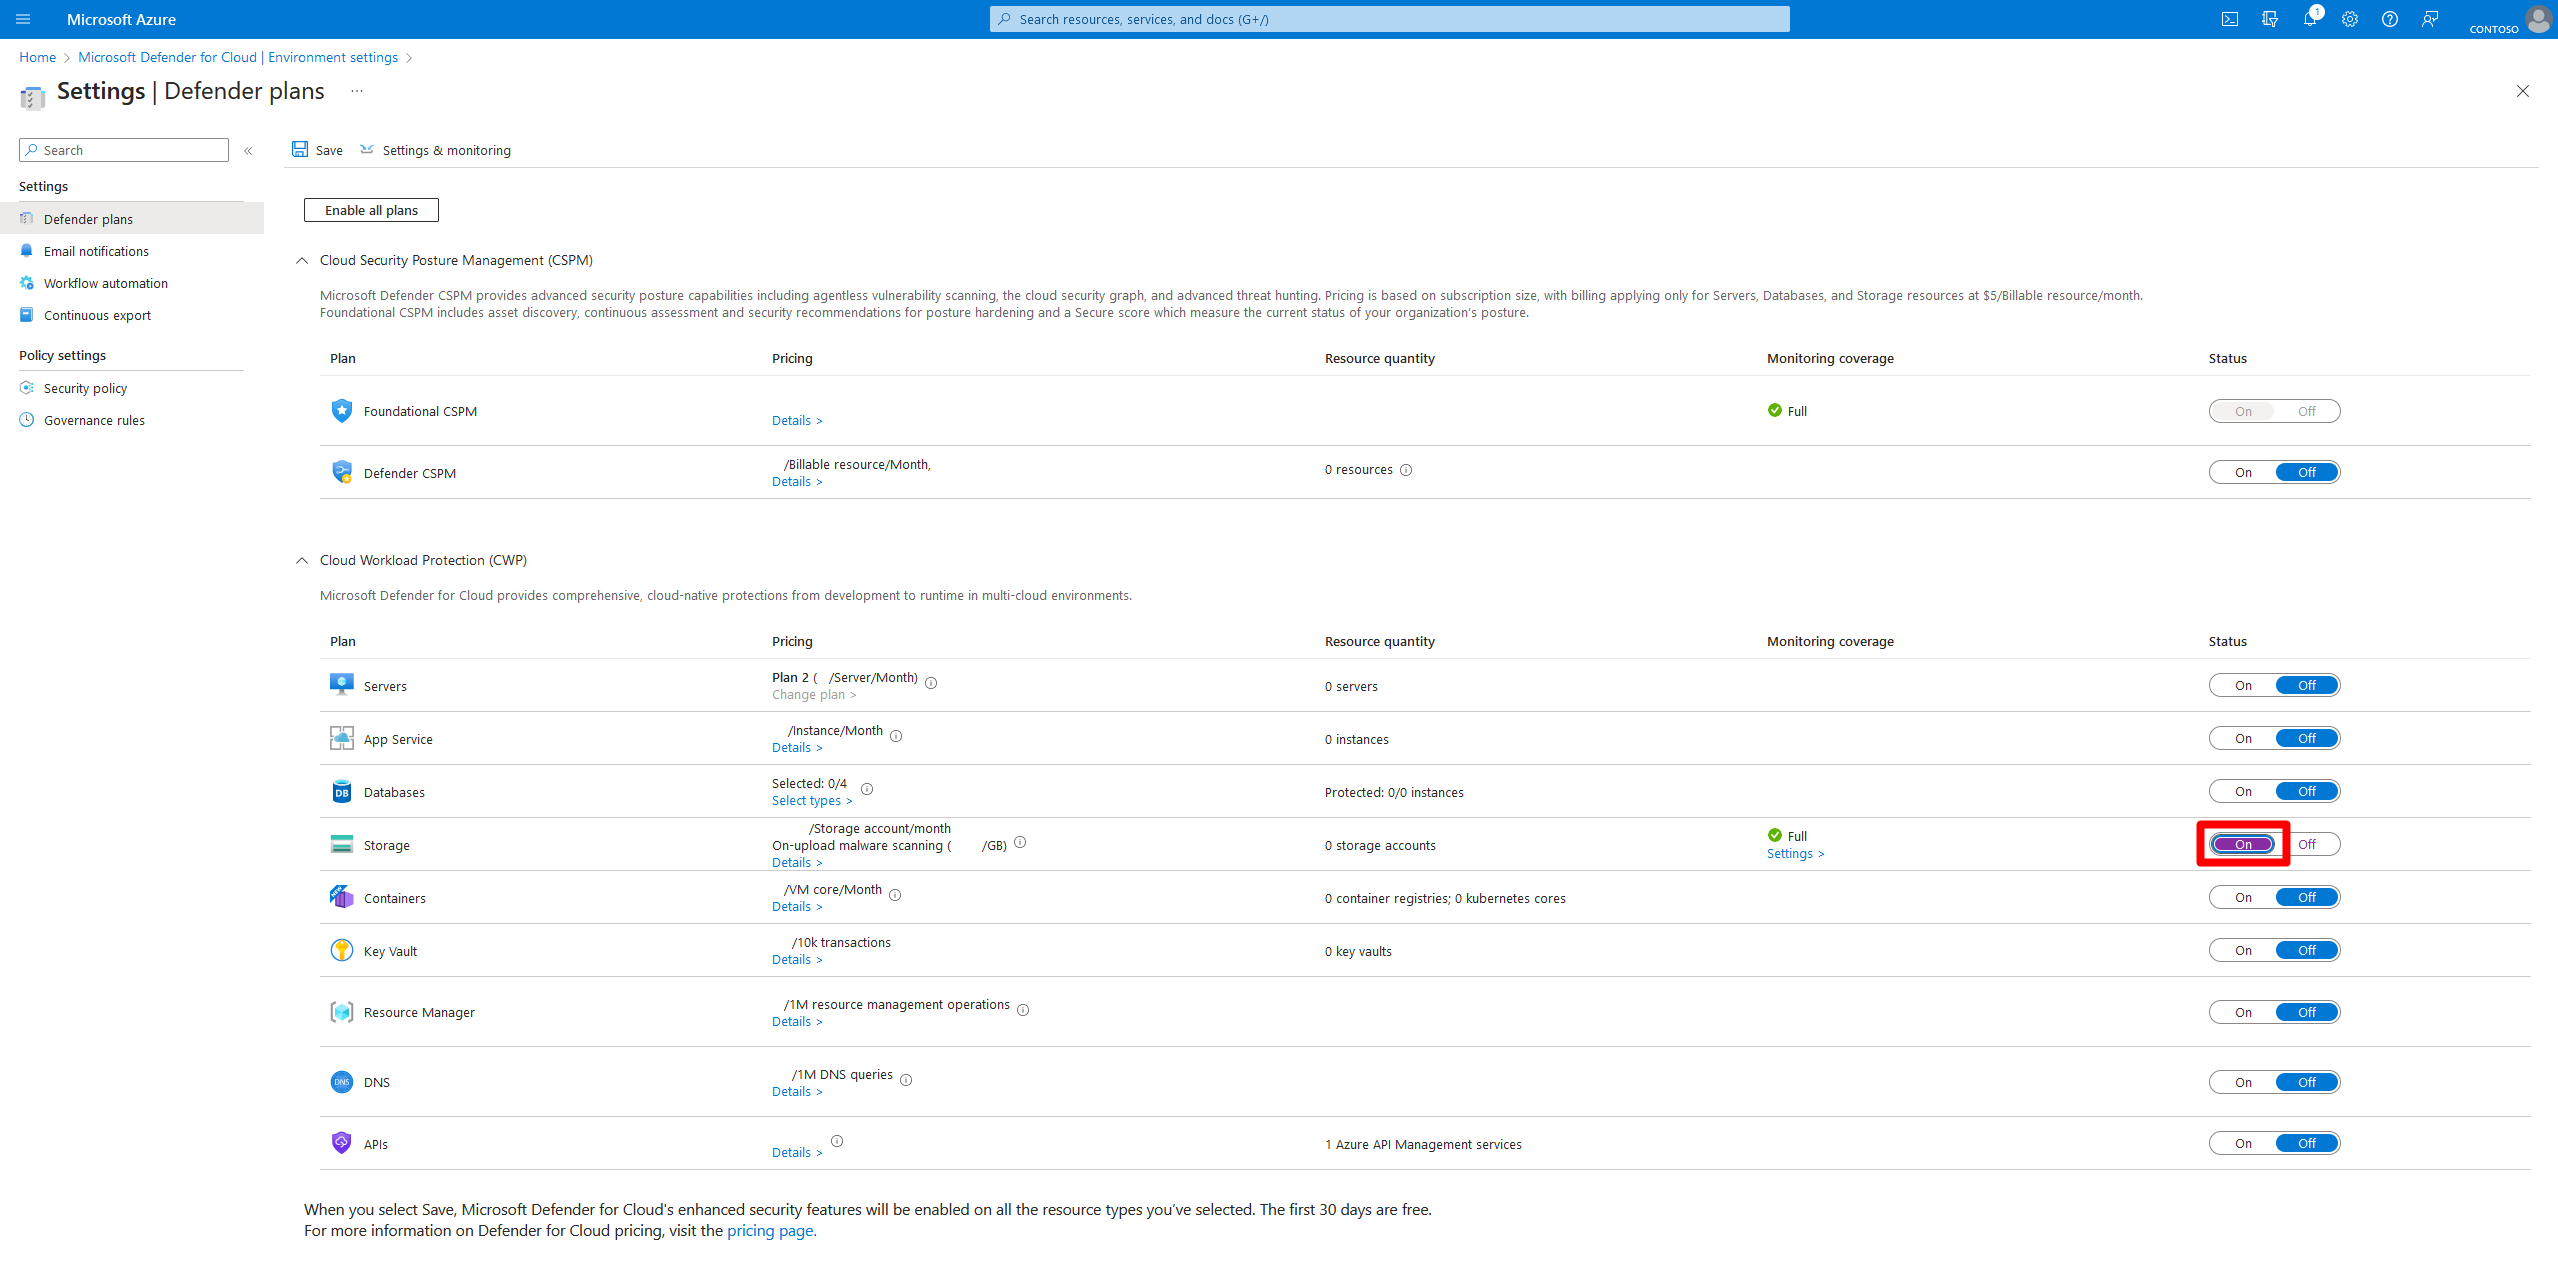 Microsoft Azure
Search resources, services, and docs (G+/)
1
CONTOSO
Home > Microsoft Defender for Cloud | Environment settings >
Settings | Defender plans ...
Search «
Save Settings & monitoring
Settings
Defender plans
Email notifications
Workflow automation
Continuous export
Policy settings
Security policy
Governance rules
Enable all plans
Cloud Security Posture Management (CSPM)
Microsoft Defender CSPM provides advanced security posture capabilities including agentless vulnerability scanning, the cloud security graph, and advanced threat hunting. Pricing is based on subscription size, with billing applying only for Servers, Databases, and Storage resources at $5/Billable resource/month.
Foundational CSPM includes asset discovery, continuous assessment and security recommendations for posture hardening and a Secure score which measure the current status of your organization's posture.
Plan Pricing Resource quantity Monitoring coverage Status
Foundational CSPM Details > Full On Off
Defender CSPM /Billable resource/Month, 0 resources On Off
Details >
Cloud Workload Protection (CWP)
Microsoft Defender for Cloud provides comprehensive, cloud-native protections from development to runtime in multi-cloud environments.
Plan Pricing Resource quantity Monitoring coverage Status
Servers Plan 2 ( /Server/Month) 0 servers On Off
Change plan >
App Service /Instance/Month 0 instances On Off
Details >
DB Databases Selected: 0/4 Protected: 0/0 instances On Off
Select types >
Storage /Storage account/month 0 storage accounts Full On Off
On-upload malware scanning ( /GB)
Details > Settings >
NEW Containers /VM core/Month 0 container registries; 0 kubernetes cores On Off
Details >
Key Vault /10k transactions 0 key vaults On Off
Details >
Resource Manager /1M resource management operations On Off
Details >
DNS DNS /1M DNS queries On Off
Details >
APIs Details > 1 Azure API Management services On Off
When you select Save, Microsoft Defender for Cloud's enhanced security features will be enabled on all the resource types you've selected. The first 30 days are free.
For more information on Defender for Cloud pricing, visit the pricing page.